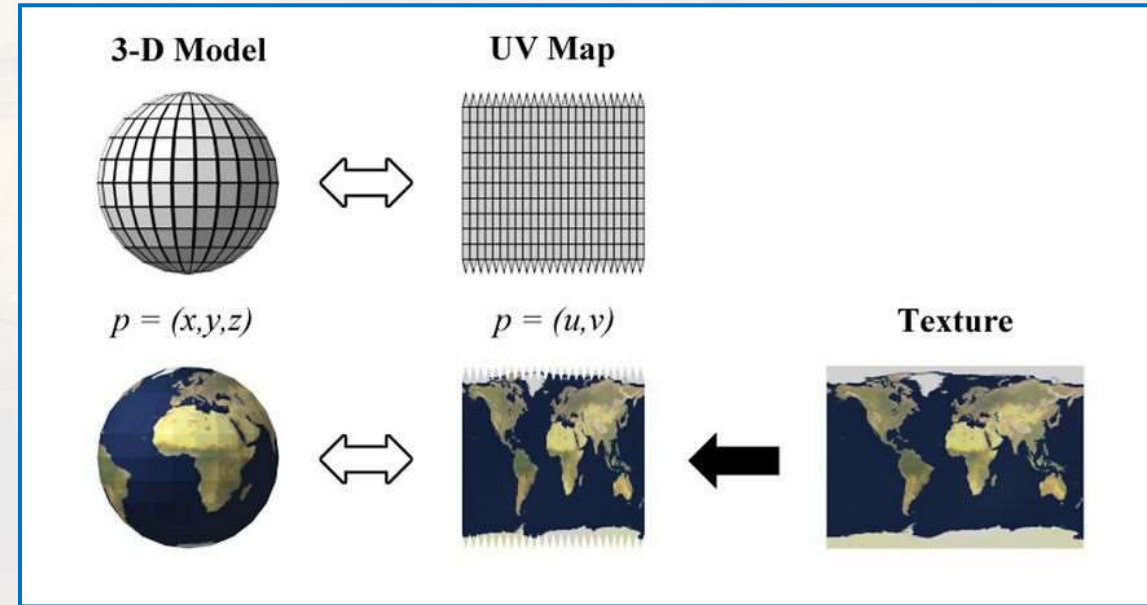 3-D Model
UV Map
p = (x,y,z)
p = (u,v)
Texture